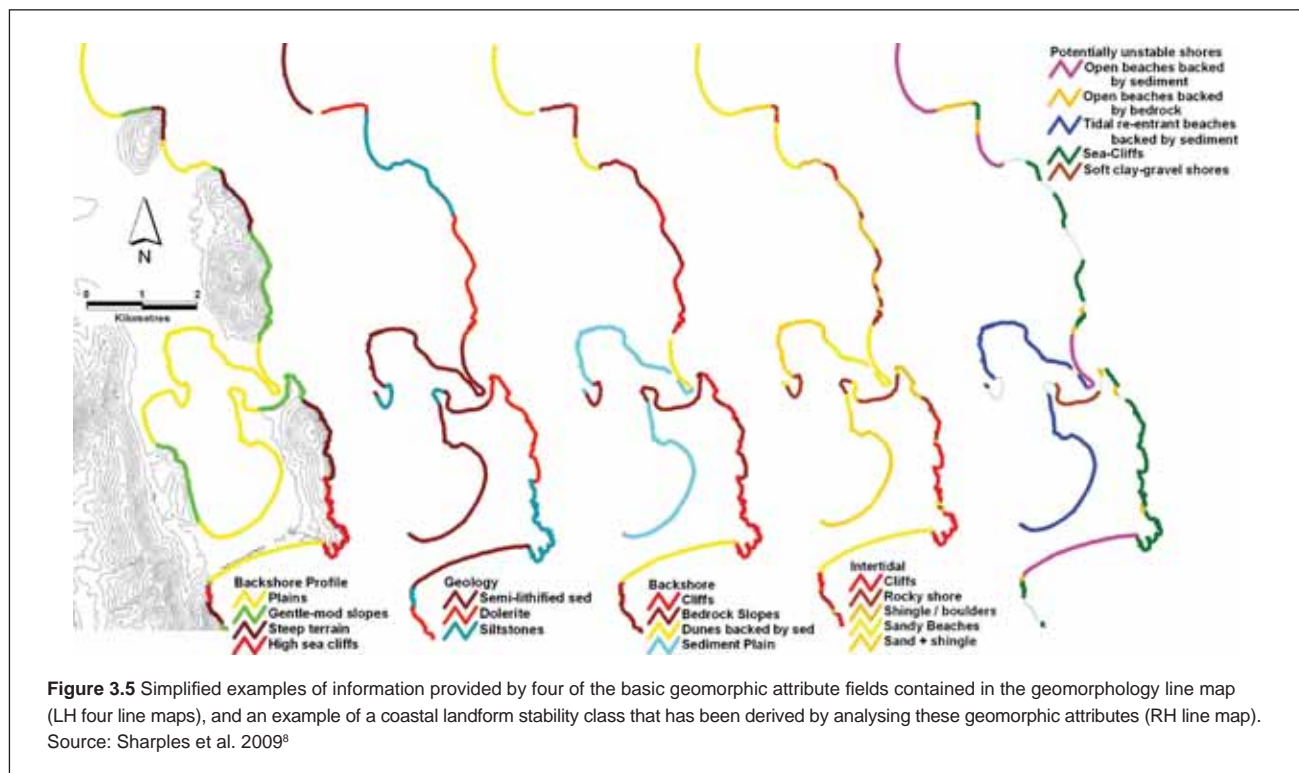 Potentially unstable shores
Open beaches backed
by sediment
Open beaches backed
by bedrock
Tidal re-entrant beaches
backed by sediment
Sea-Cliffs
Soft clay-gravel shores
N
0 1 2
Kilometres
Backshore Profile
Plains
Gentle-mod slopes
Steep terrain
High sea cliffs
Geology
Semi-lithified sed
Dolerite
Siltstones
Backshore
Cliffs
Bedrock Slopes
Dunes backed by sed
Sediment Plain
Intertidal
Cliffs
Rocky shore
Shingle / boulders
Sandy Beaches
Sand + shingle
Figure 3.5 Simplified examples of information provided by four of the basic geomorphic attribute fields contained in the geomorphology line map
(LH four line maps), and an example of a coastal landform stability class that has been derived by analysing these geomorphic attributes (RH line map).
Source: Sharples et al. 2009⁸